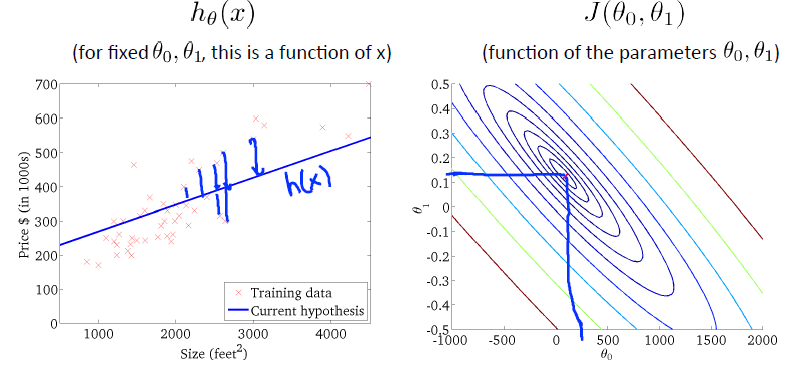 hθ(x)
(for fixed θ0, θ1, this is a function of x)
700
600
500
400
300
200
100
0
Price $ (in 1000s)
1000
2000
3000
4000
Size (feet²)
h(x)
Training data
Current hypothesis
J(θ0, θ1)
(function of the parameters θ0, θ1)
0.5
0.4
0.3
0.2
0.1
0
-0.1
-0.2
-0.3
-0.4
-0.5
θ1
-1000
-500
0
500
1000
1500
2000
θ0